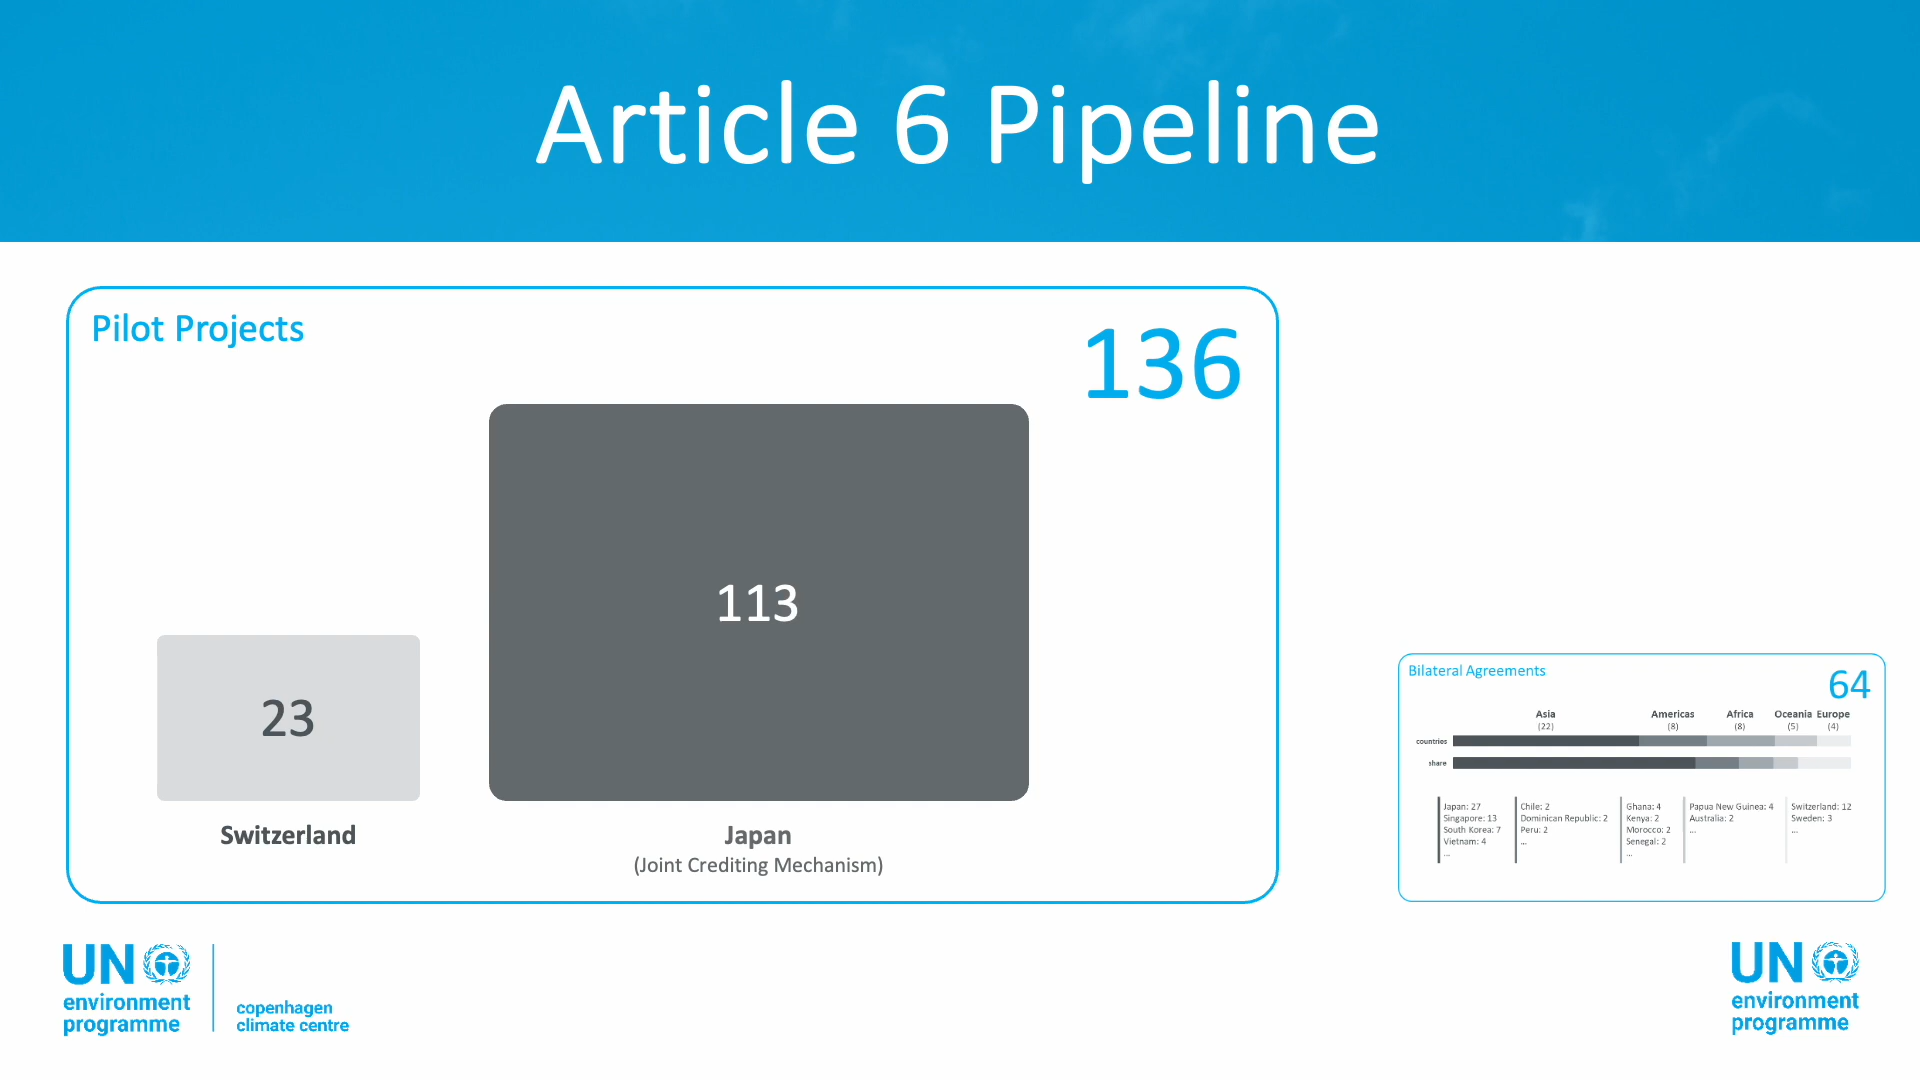 Article 6 Pipeline
Pilot Projects
136
113
23
Switzerland
Japan
(Joint Crediting Mechanism)
Bilateral Agreements
64
Asia Americas Africa Oceania Europe
(22) (8) (8) (5) (4)
countries
share
Japan: 27
Singapore: 13
South Korea: 7
Vietnam: 4
...
Chile: 2
Dominican Republic: 2
Peru: 2
...
Ghana: 4
Kenya: 2
Morocco: 2
Senegal: 2
...
Papua New Guinea: 4
Australia: 2
...
Switzerland: 12
Sweden: 3
...
UN
environment
programme
copenhagen
climate centre
UN
environment
programme